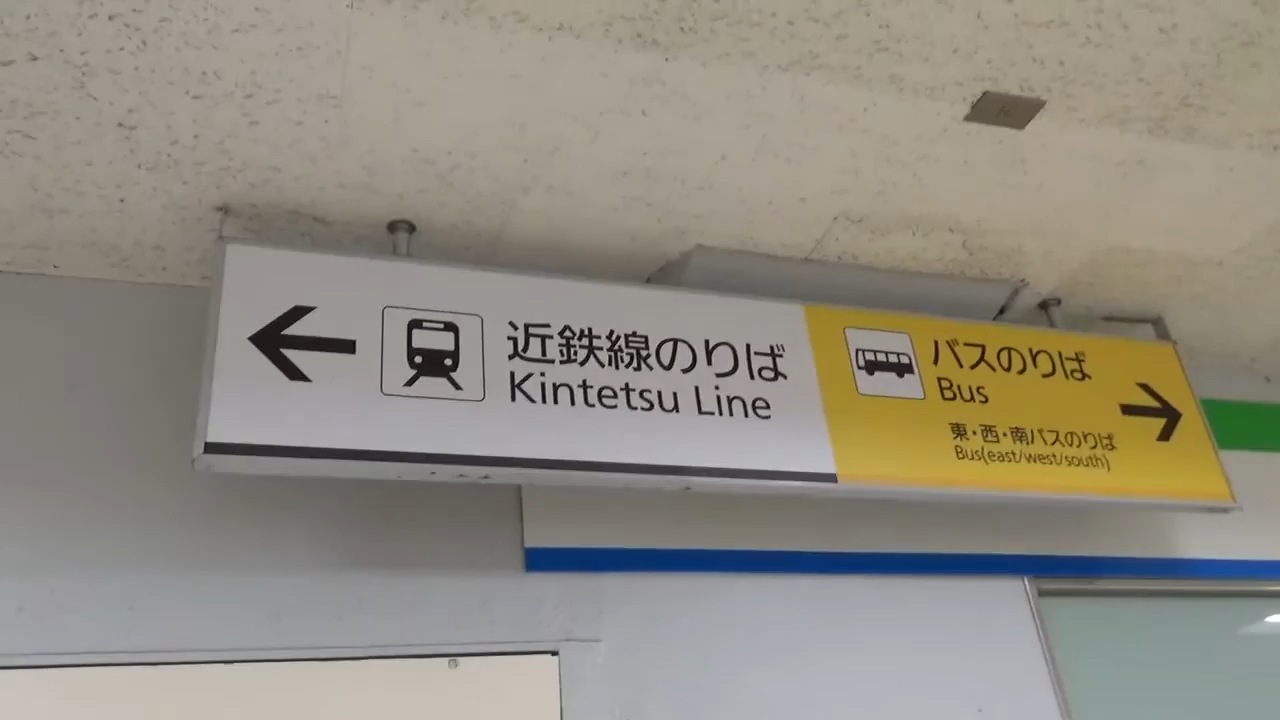 近鉄線のりば
Kintetsu Line
バスのりば
Bus
東・西・南バスのりば
Bus(east/west/south)